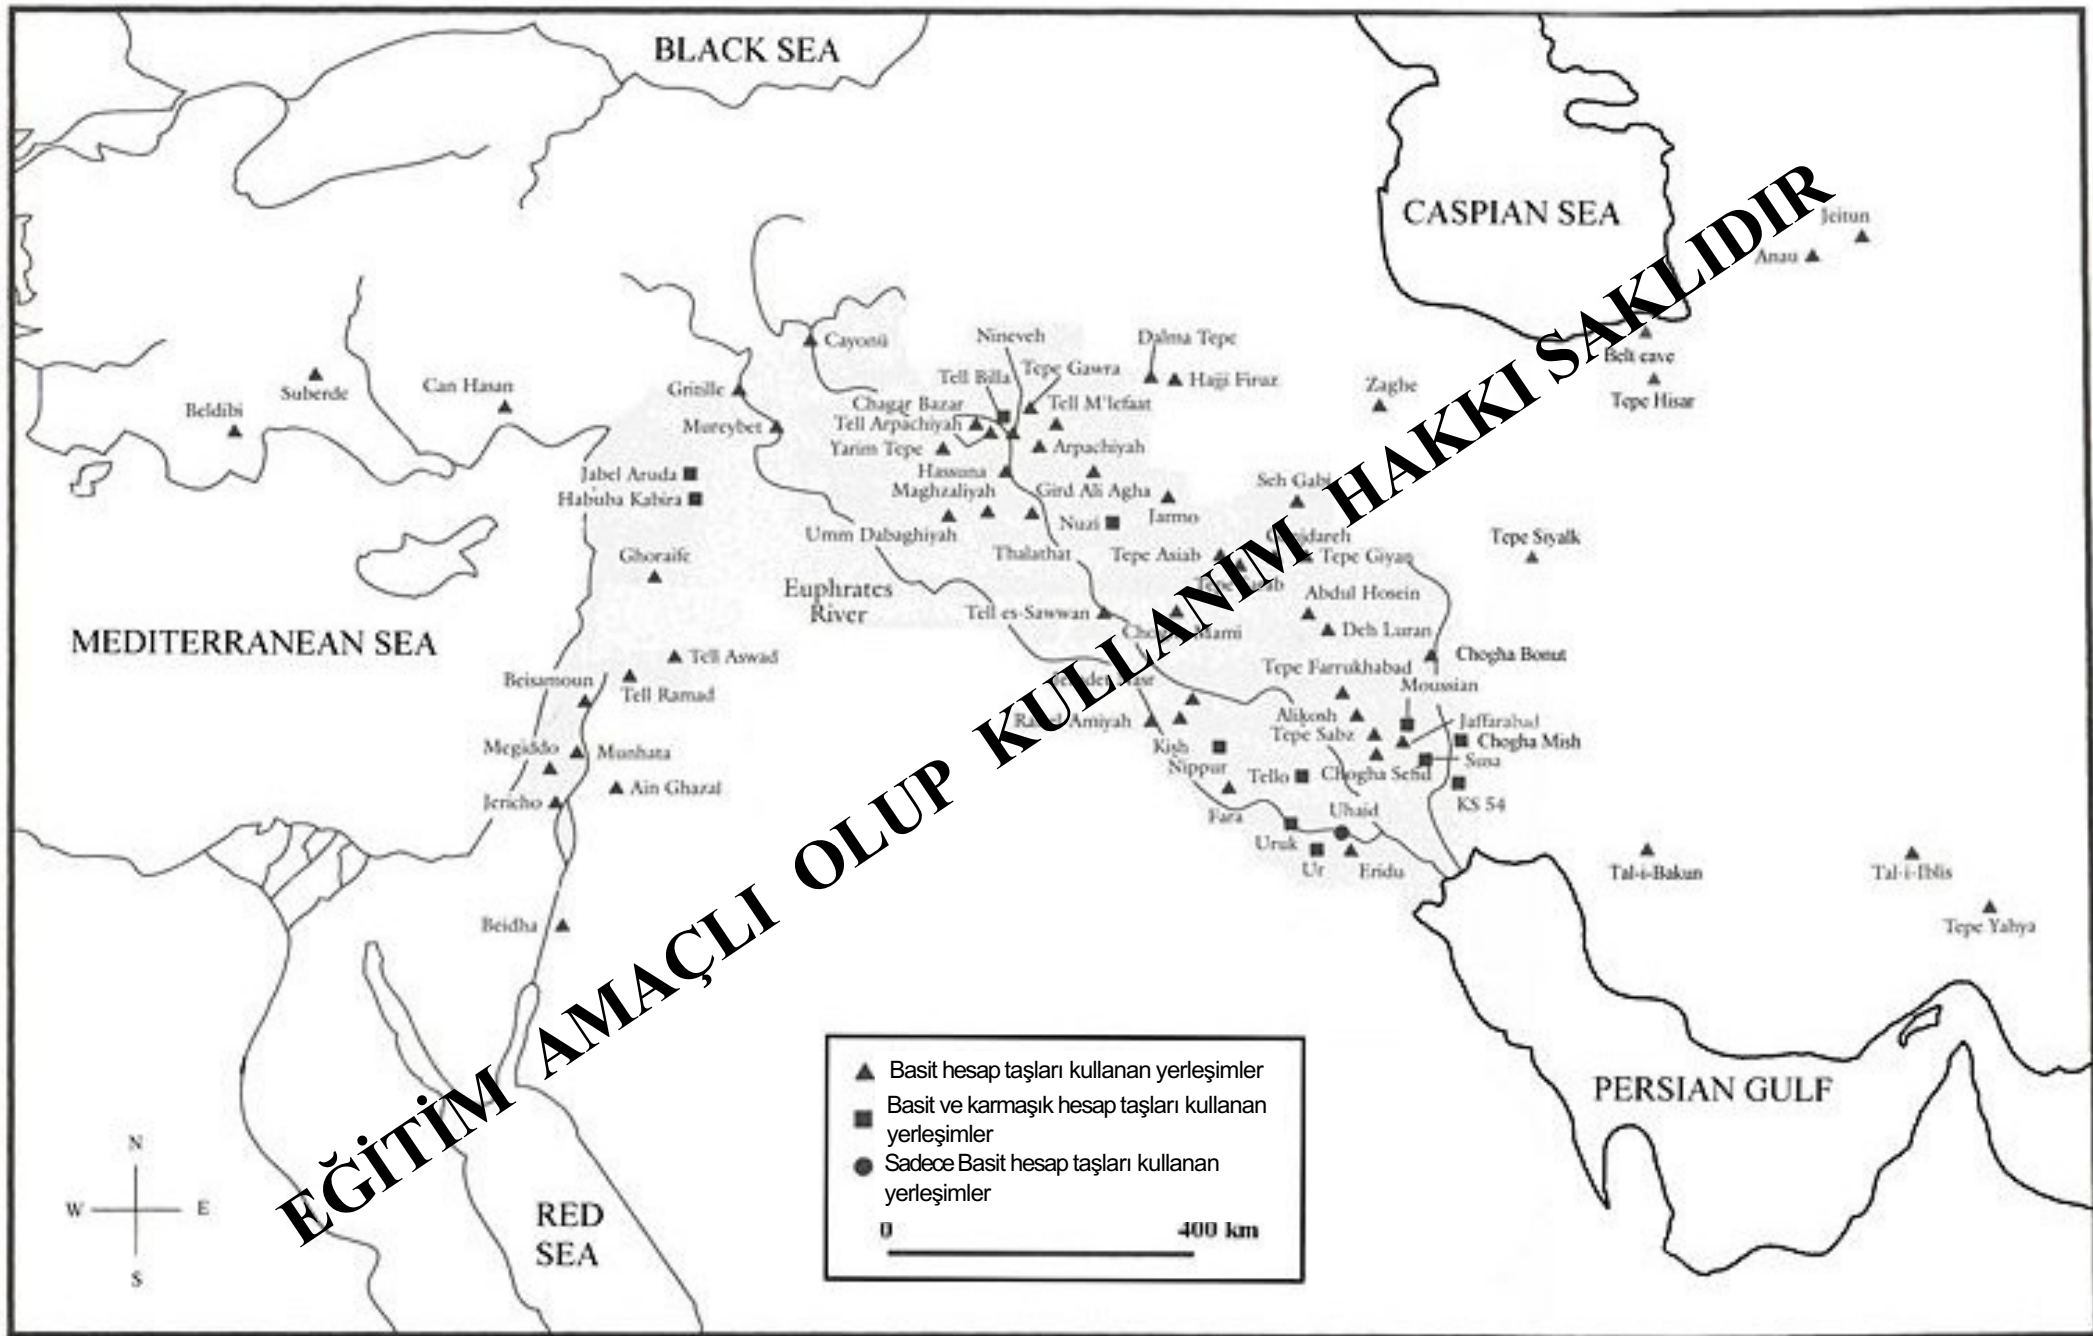 BLACK SEA
CASPIAN SEA
Jeitun
Anau
Belt cave
Tepe Hisar
Cayonü
Nineveh
Dalma Tepe
Tepe Gawra
Tell Billa
Hajji Firuz
Zaghe
Suberde
Can Hasan
Gritille
Beldibi
Chagar Bazar
Tell M'lefaat
Mureybet
Tell Arpachiyah
Yarim Tepe
Arpachiyah
Jabel Aruda
Hassuna
Seh Gabi
Habuba Kabira
Maghzaliyah
Gird Ali Agha
Nuzi
Jarmo
Umm Dabaghiyah
Thalathat
Tepe Asiab
Tepe Giyan
Tepe Siyalk
Ghoraife
Euphrates
River
Abdul Hosein
Tell es-Sawwan
Deh Luran
MEDITERRANEAN SEA
Tell Aswad
Chogha Bonut
Beisamoun
Tepe Farrukhabad
Tell Ramad
Moussian
Alikosh
Jaffarabad
Tepe Sabz
Chogha Mish
Megiddo
Munhata
Kish
Susa
Nippur
Tello
Chogha Sefid
Ain Ghazal
Jericho
KS 54
Fara
Uruk
Ur
Eridu
Tal-i-Bakun
Tal-i-Iblis
Beidha
Tepe Yahya
EĞİTİM AMAÇLI OLUP KULLANIM HAKKI SAKLIDIR
PERSIAN GULF
Basit hesap taşları kullanan yerleşimler
Basit ve karmaşık hesap taşları kullanan
yerleşimler
Sadece Basit hesap taşları kullanan
yerleşimler
0 400 km
N
W E
S
RED
SEA